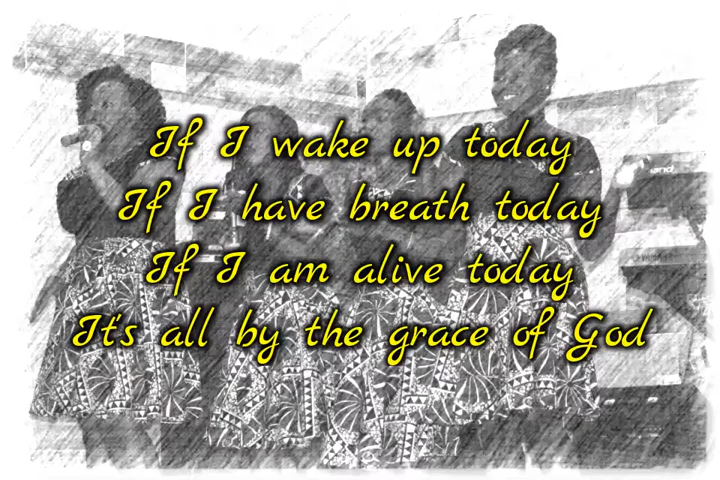 If I wake up today
If I have breath today
If I am alive today
It's all by the grace of God